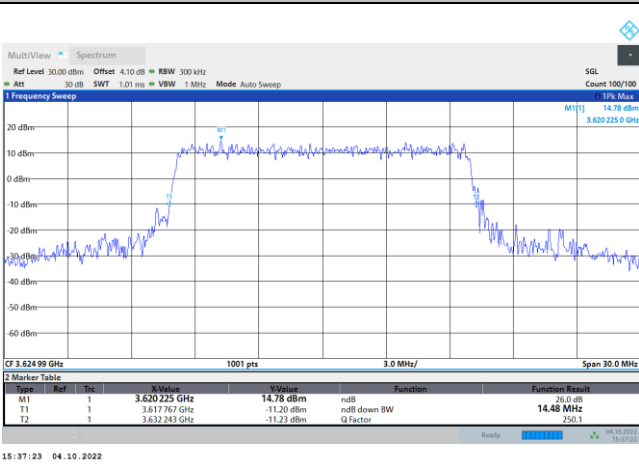 MultiView Spectrum
Ref Level 30.00 dBm Offset 4.10 dB RBW 300 kHz SGL
Att 30 dB SWT 1.01 ms VBW 1 MHz Mode Auto Sweep Count 100/100
1 Frequency Sweep 1Pk Max
M1[1] 14.78 dBm
3.620 225 0 GHz
20 dBm
M1
10 dBm
0 dBm
T1
-10 dBm
-20 dBm
-30 dBm
-40 dBm
-50 dBm
-60 dBm
CF 3.624 99 GHz 1001 pts 3.0 MHz/ Span 30.0 MHz
2 Marker Table
Type Ref Trc X-Value Y-Value Function Function Result
M1 1 3.620 225 GHz 14.78 dBm ndB 26.0 dB
T1 1 3.617 767 GHz -11.20 dBm ndB down BW 14.48 MHz
T2 1 3.632 243 GHz -11.23 dBm Q Factor 250.1
Ready 04.10.2022
15:37:22
15:37:23 04.10.2022